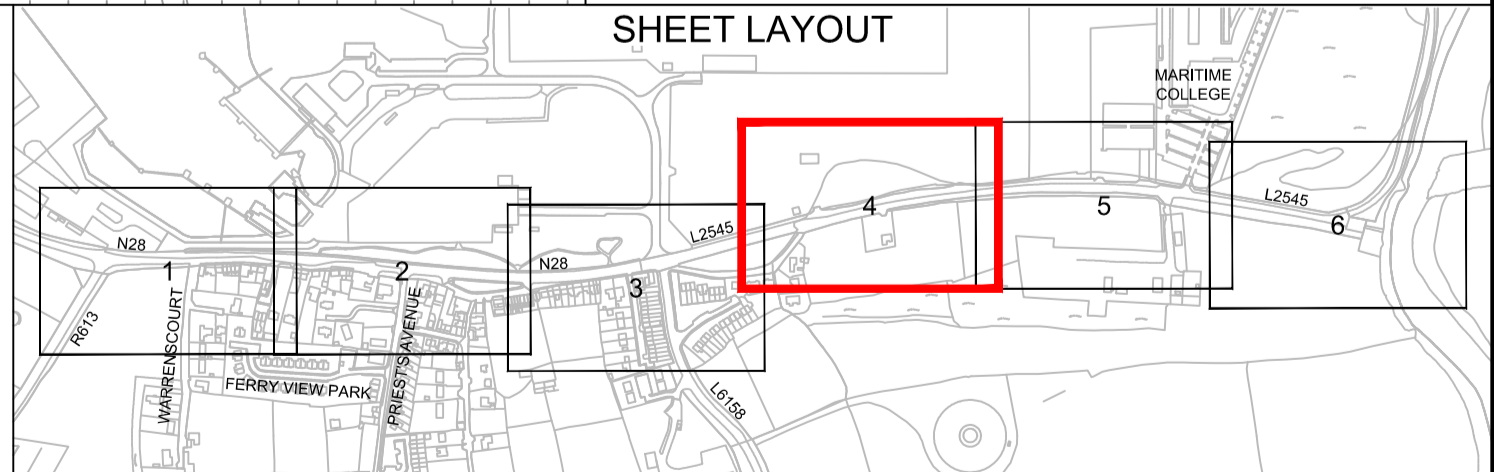 SHEET LAYOUT
MARITIME
COLLEGE
L2545
4
5
6
L2545
N28
N28
1
2
3
R613
WARRENSCOURT
PRIEST'S AVENUE
FERRY VIEW PARK
L6158